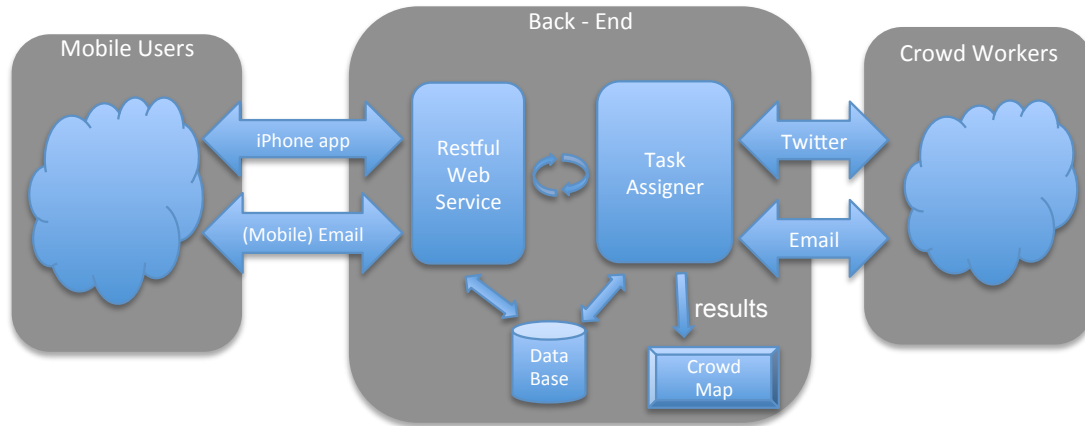 Back - End
Mobile Users
Crowd Workers
iPhone app
(Mobile) Email
Restful
Web
Service
Task
Assigner
Twitter
Email
results
Data
Base
Crowd
Map